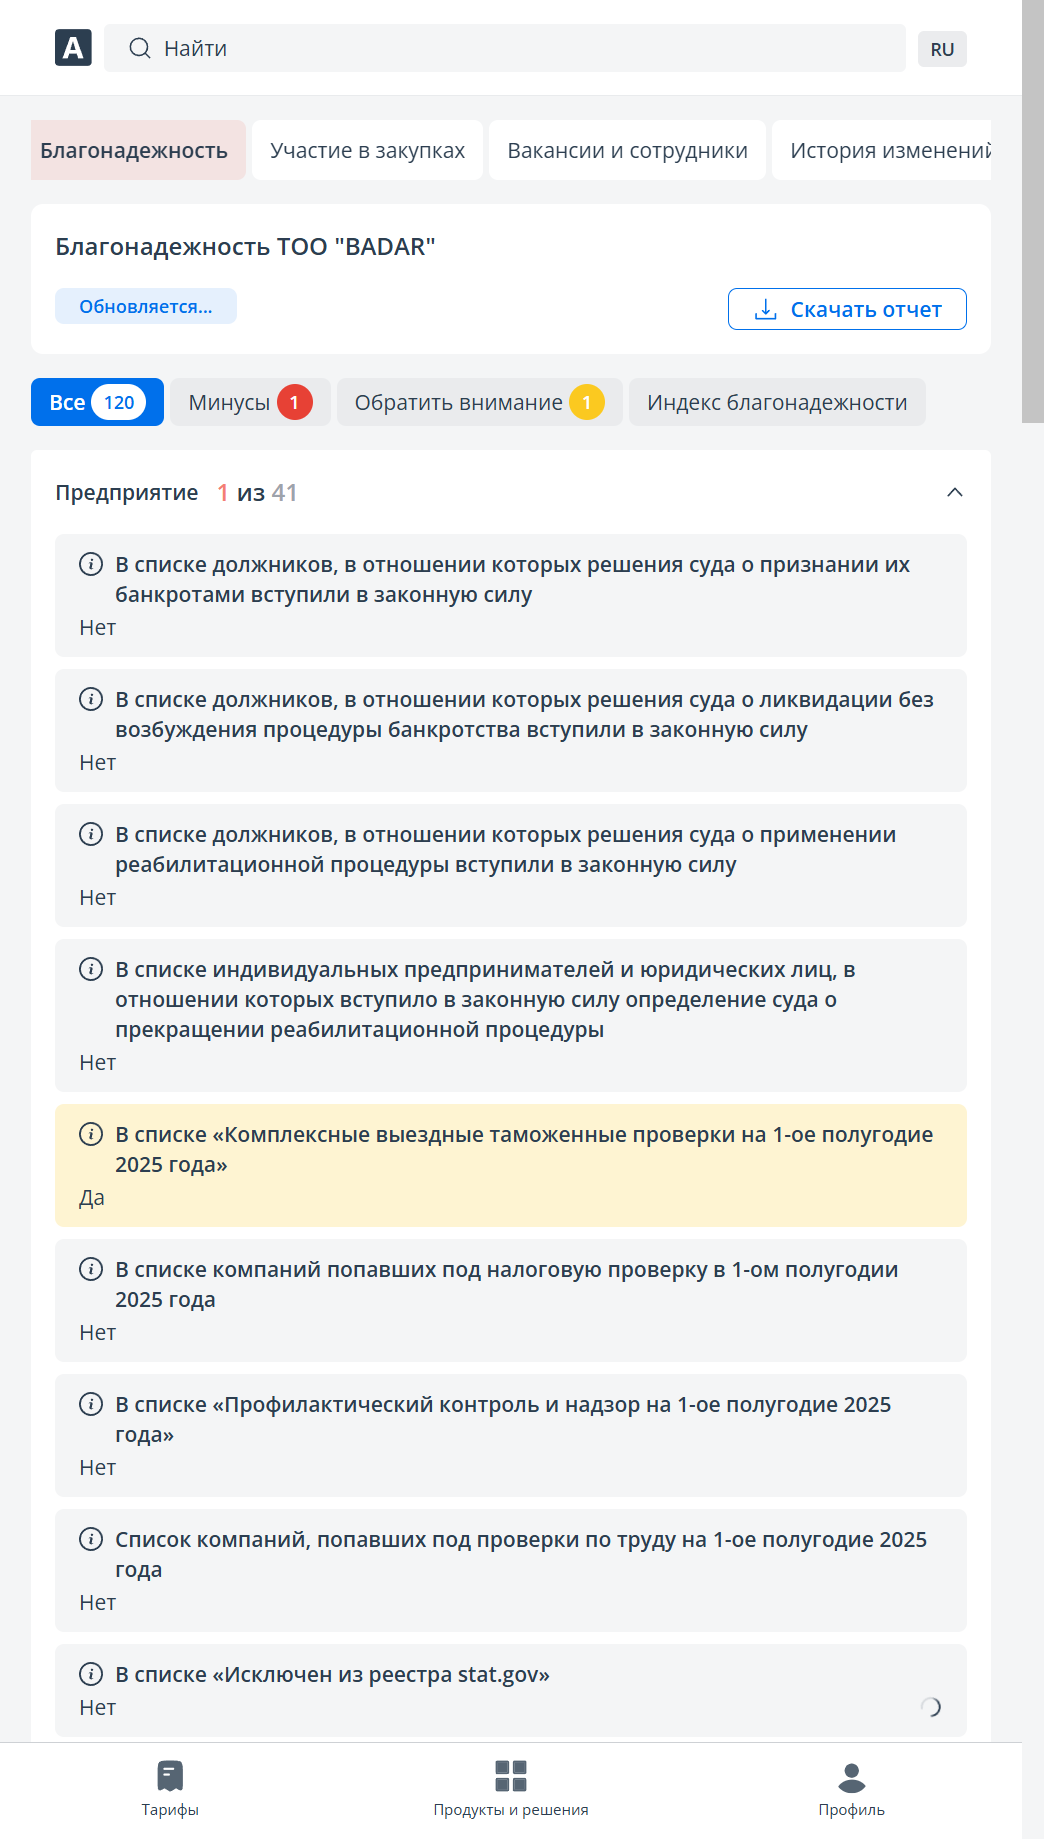 A
Найти
RU
Благонадежность
Участие в закупках
Вакансии и сотрудники
История изменений
Благонадежность ТОО "BADAR"
Обновляется...
Скачать отчет
Все 120
Минусы 1
Обратить внимание 1
Индекс благонадежности
Предприятие 1 из 41
В списке должников, в отношении которых решения суда о признании их
банкротами вступили в законную силу
Нет
В списке должников, в отношении которых решения суда о ликвидации без
возбуждения процедуры банкротства вступили в законную силу
Нет
В списке должников, в отношении которых решения суда о применении
реабилитационной процедуры вступили в законную силу
Нет
В списке индивидуальных предпринимателей и юридических лиц, в
отношении которых вступило в законную силу определение суда о
прекращении реабилитационной процедуры
Нет
В списке «Комплексные выездные таможенные проверки на 1-ое полугодие
2025 года»
Да
В списке компаний попавших под налоговую проверку в 1-ом полугодии
2025 года
Нет
В списке «Профилактический контроль и надзор на 1-ое полугодие 2025
года»
Нет
Список компаний, попавших под проверки по труду на 1-ое полугодие 2025
года
Нет
В списке «Исключен из реестра stat.gov»
Нет
Тарифы
Продукты и решения
Профиль